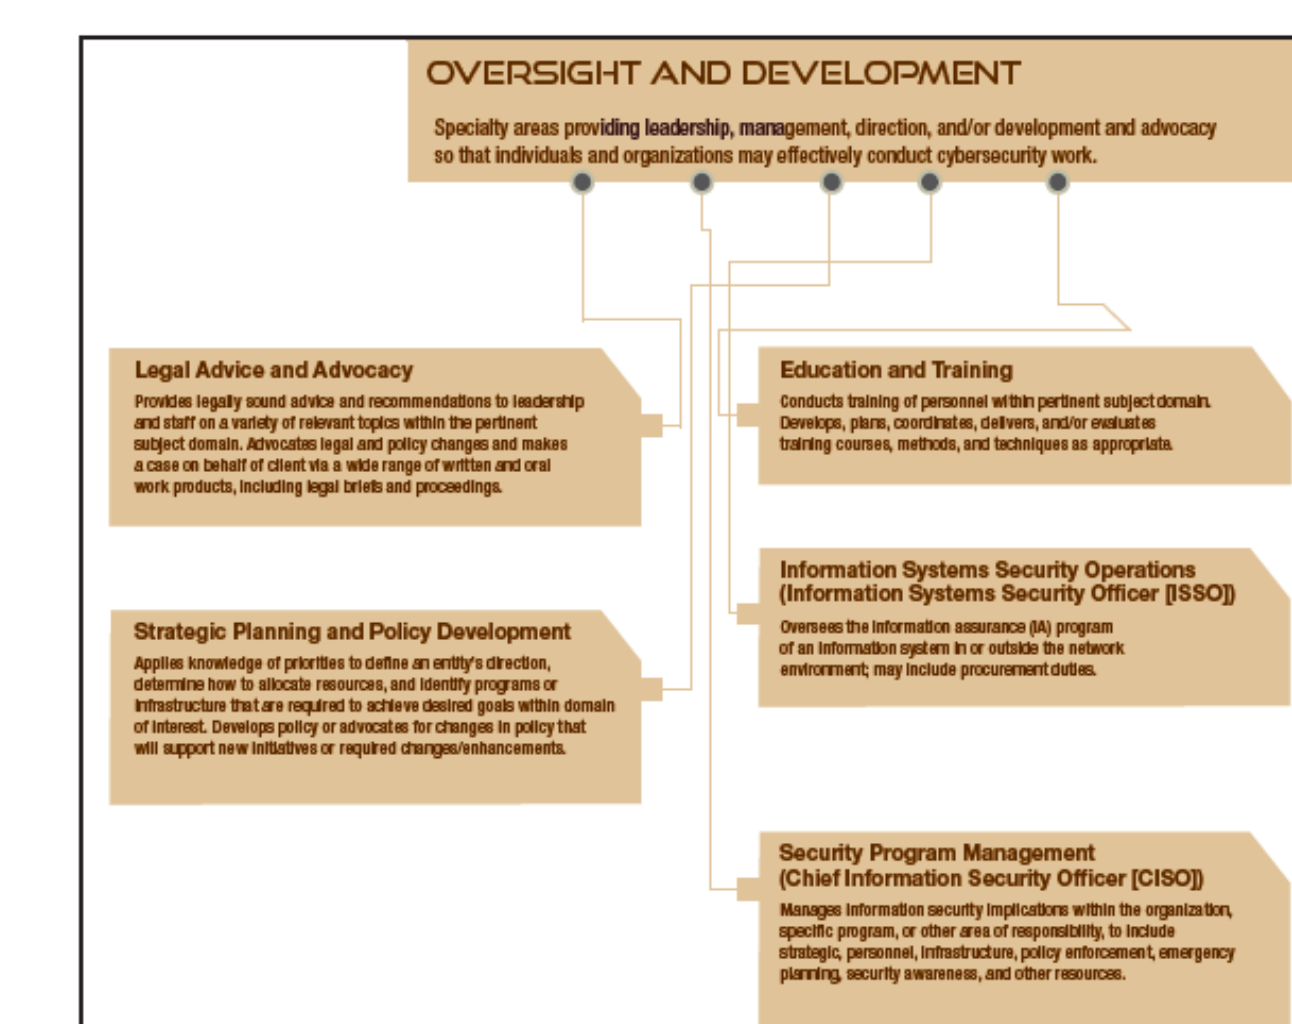 OVERSIGHT AND DEVELOPMENT
Specialty areas providing leadership, management, direction, and/or development and advocacy
so that individuals and organizations may effectively conduct cybersecurity work.
Legal Advice and Advocacy
Provides legally sound advice and recommendations to leadership
and staff on a variety of relevant topics within the pertinent
subject domain. Advocates legal and policy changes and makes
a case on behalf of client via a wide range of written and oral
work products, including legal briefs and proceedings.
Education and Training
Conducts training of personnel within pertinent subject domain.
Develops, plans, coordinates, delivers, and/or evaluates
training courses, methods, and techniques as appropriate.
Strategic Planning and Policy Development
Applies knowledge of priorities to define an entity's direction,
determine how to allocate resources, and identify programs or
infrastructure that are required to achieve desired goals within domain
of interest. Develops policy or advocates for changes in policy that
will support new initiatives or required changes/enhancements.
Information Systems Security Operations
(Information Systems Security Officer [ISSO])
Oversees the information assurance (IA) program
of an information system in or outside the network
environment; may include procurement duties.
Security Program Management
(Chief Information Security Officer [CISO])
Manages information security implications within the organization,
specific program, or other area of responsibility, to include
strategic, personnel, infrastructure, policy enforcement, emergency
planning, security awareness, and other resources.